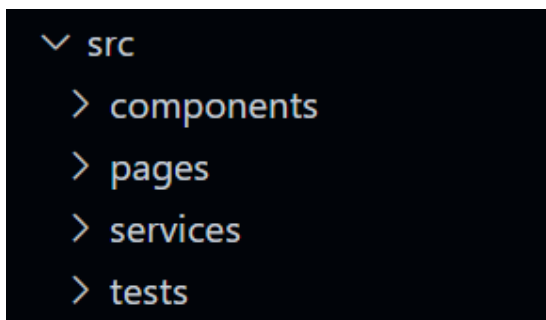 src
components
pages
services
tests